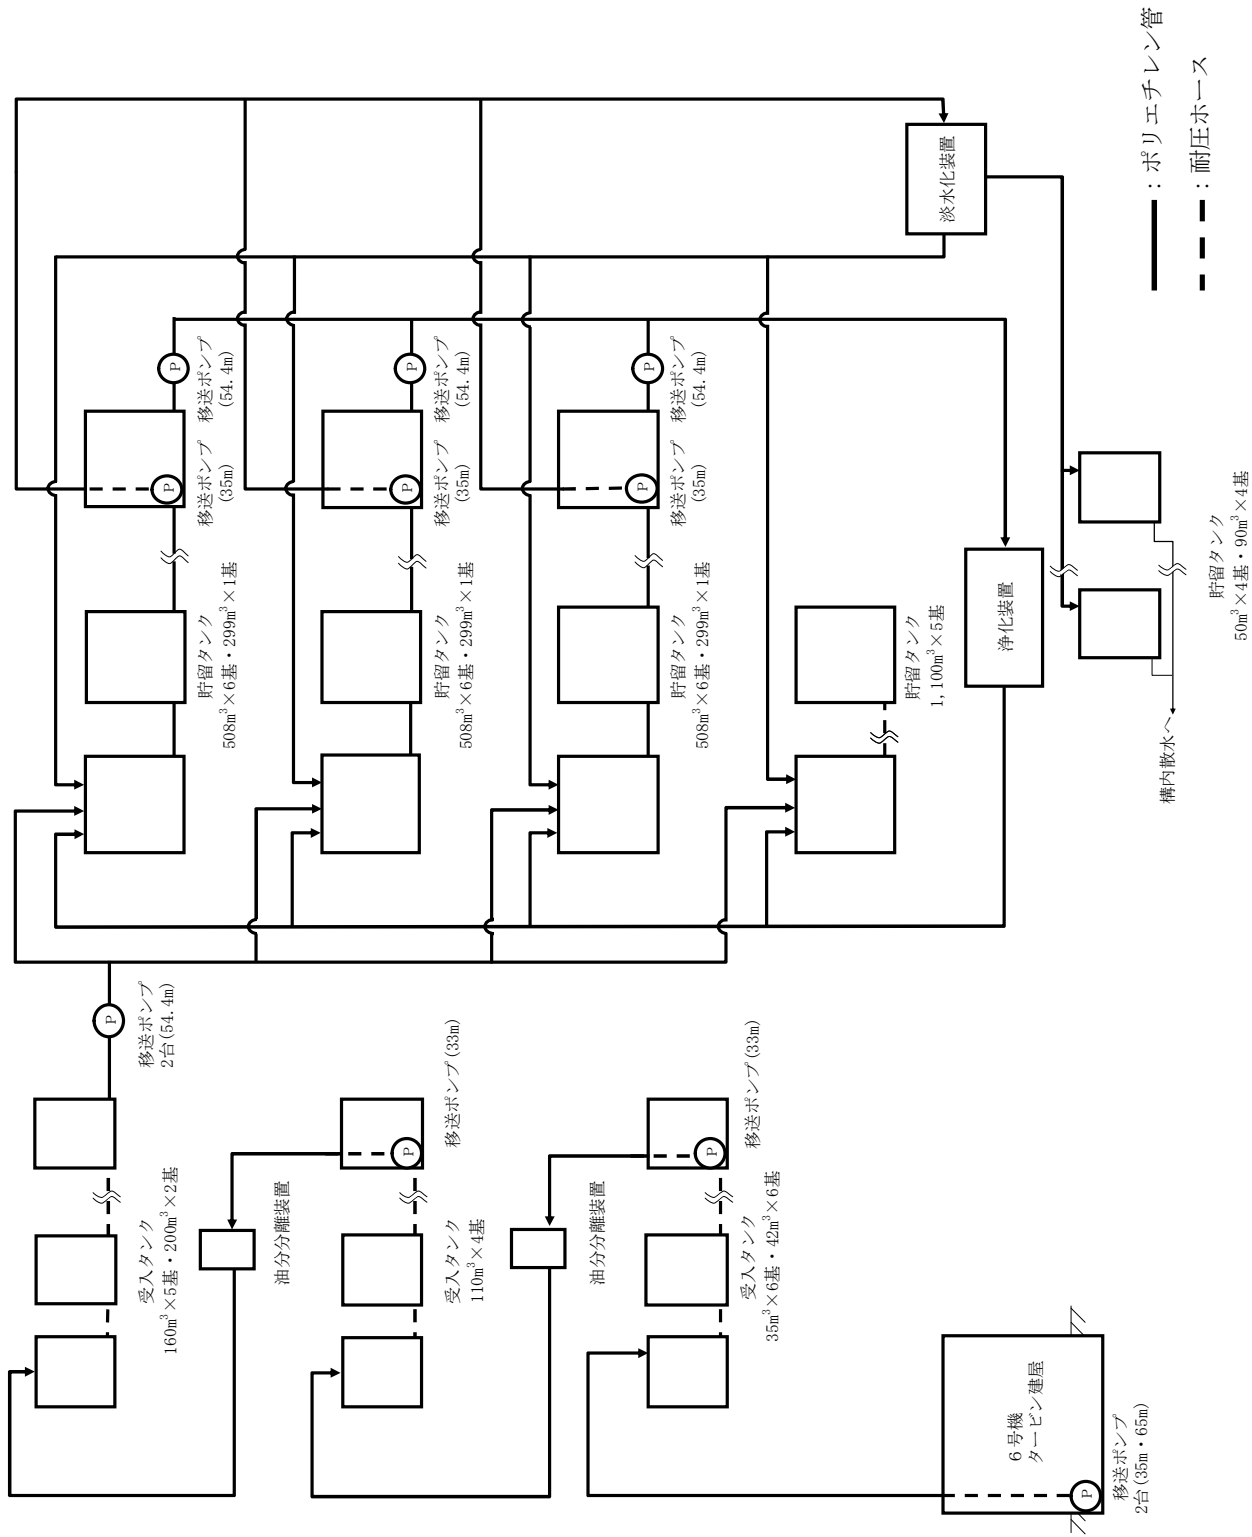 6号機
タービン建屋
P
移送ポンプ
2台(35m・65m)
受入タンク
160m³×5基・200m³×2基
油分分離装置
P
移送ポンプ(33m)
受入タンク
110m³×4基
油分分離装置
P
移送ポンプ(33m)
受入タンク
35m³×6基・42m³×6基
P
移送ポンプ
2台(54.4m)
貯留タンク
508m³×6基・299m³×1基
P
移送ポンプ
(35m)
P
移送ポンプ
(54.4m)
貯留タンク
508m³×6基・299m³×1基
P
移送ポンプ
(35m)
P
移送ポンプ
(54.4m)
貯留タンク
508m³×6基・299m³×1基
P
移送ポンプ
(35m)
P
移送ポンプ
(54.4m)
貯留タンク
1,100m³×5基
浄化装置
淡水化装置
構内散水へ
貯留タンク
50m³×4基・90m³×4基
：ポリエチレン管
：耐圧ホース